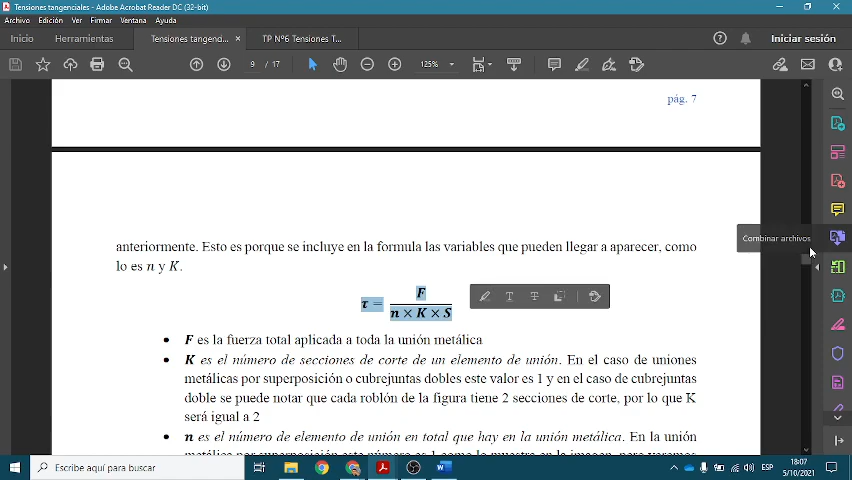 Tensiones tangenciales - Adobe Acrobat Reader DC (32-bit)
Archivo Edición Ver Firmar Ventana Ayuda
Inicio Herramientas Tensiones tangend... × TP Nº6 Tensiones T... Iniciar sesión
9 / 17 125%
pág. 7
anteriormente. Esto es porque se incluye en la formula las variables que pueden llegar a aparecer, como
lo es n y K.
τ = F / n × K × S
• F es la fuerza total aplicada a toda la unión metálica
• K es el número de secciones de corte de un elemento de unión. En el caso de uniones
metálicas por superposición o cubrejuntas dobles este valor es 1 y en el caso de cubrejuntas
doble se puede notar que cada roblón de la figura tiene 2 secciones de corte, por lo que K
será igual a 2
• n es el número de elemento de unión en total que hay en la unión metálica. En la unión
metálica por superposición este número es 1 como lo muestra en la imagen, pero veremos
Combinar archivos
Escribe aquí para buscar
ESP
18:07
5/10/2021